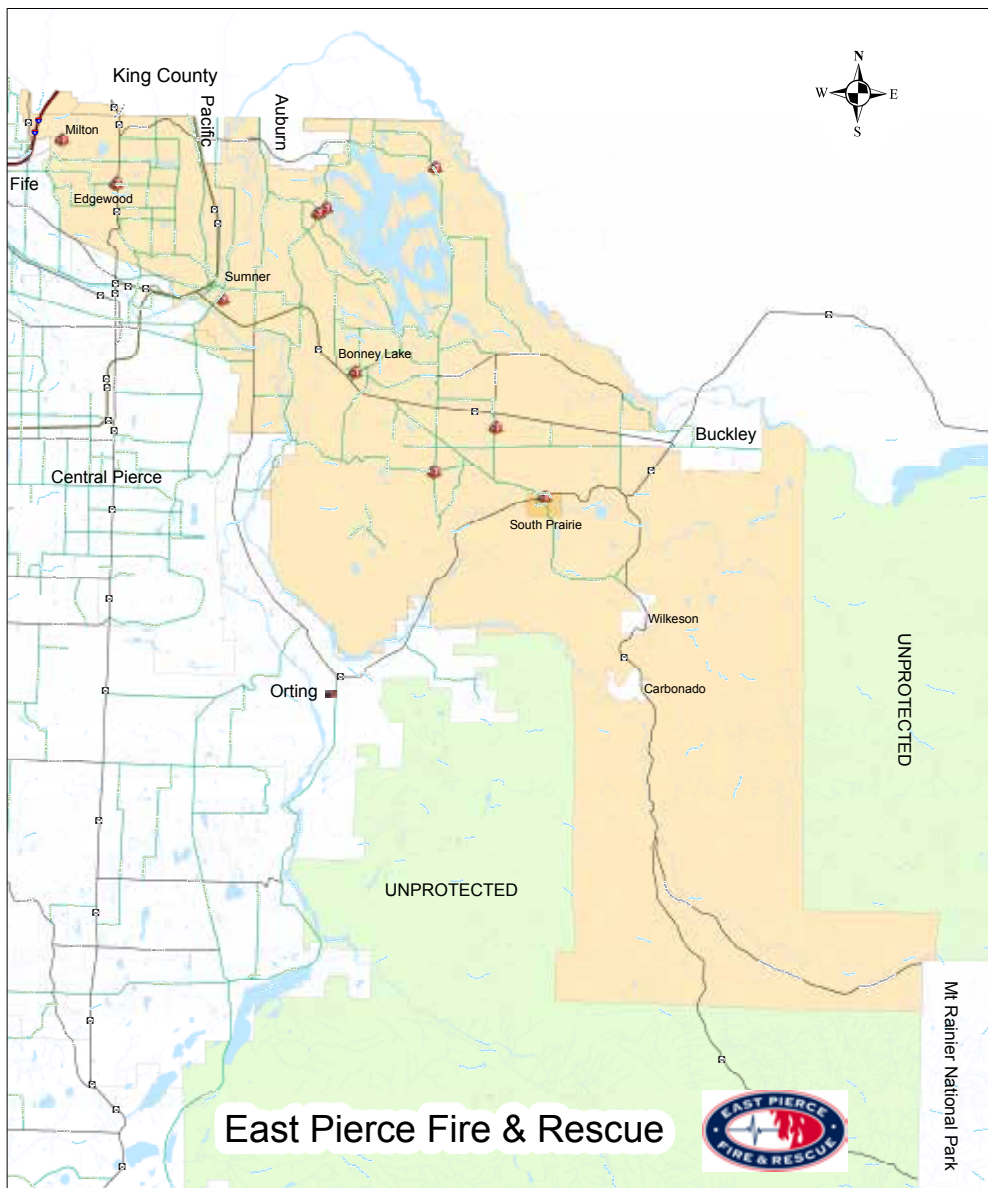 King County
Pacific
Auburn
N
W
E
S
Milton
Fife
Edgewood
Sumner
Bonney Lake
Buckley
Central Pierce
South Prairie
Wilkeson
UNPROTECTED
Orting
Carbonado
UNPROTECTED
Mt Rainier National Park
East Pierce Fire & Rescue
EAST PIERCE
FIRE & RESCUE